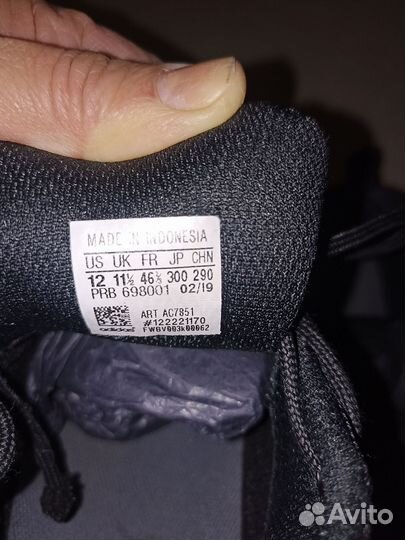 MADE IN INDONESIA
US UK FR JP CHN
12 11½ 46⅔ 300 290
PRB 698001 02/19
ART AC7851
#122221170
adidas FWBV003k00062
Avito